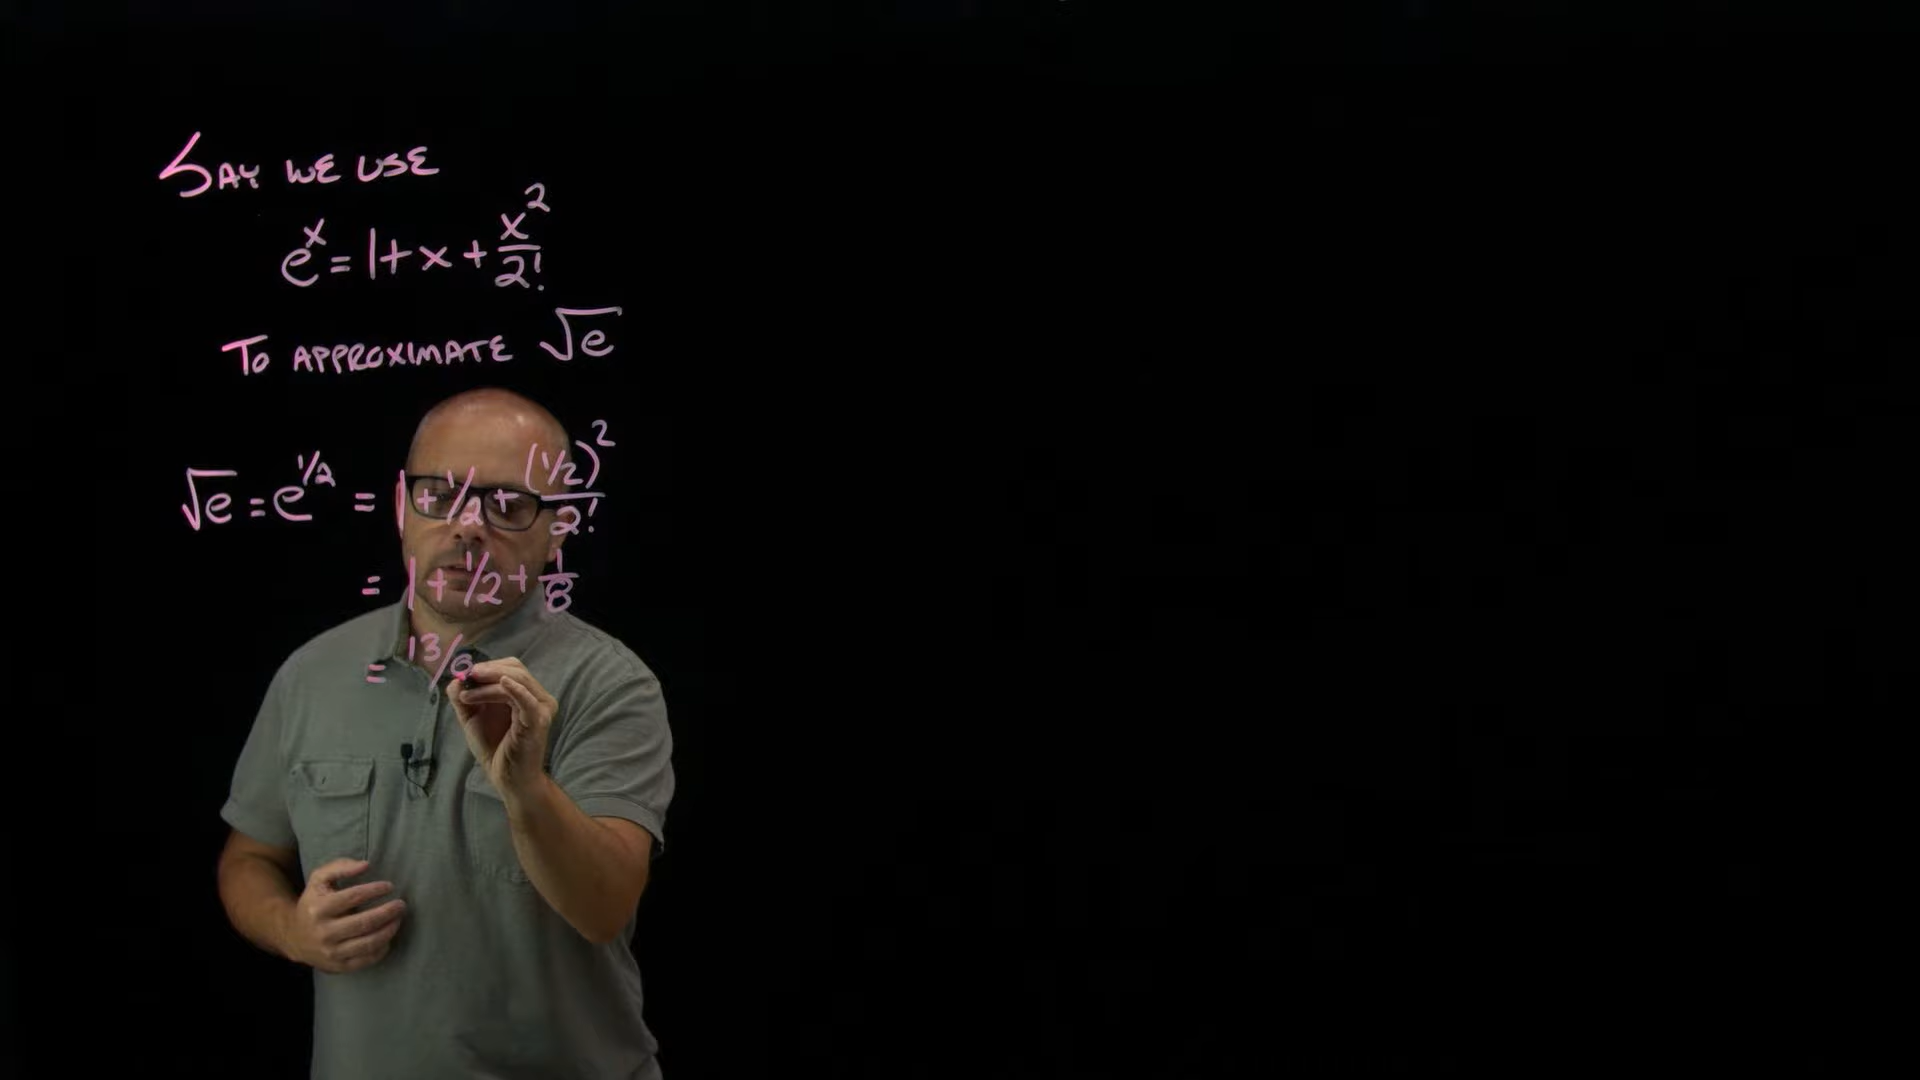 SAY WE USE
e^x = 1 + x + x^2/2!
TO APPROXIMATE √e
√e = e^1/2 = 1 + 1/2 + (1/2)^2/2!
= 1 + 1/2 + 1/8
= 13/8